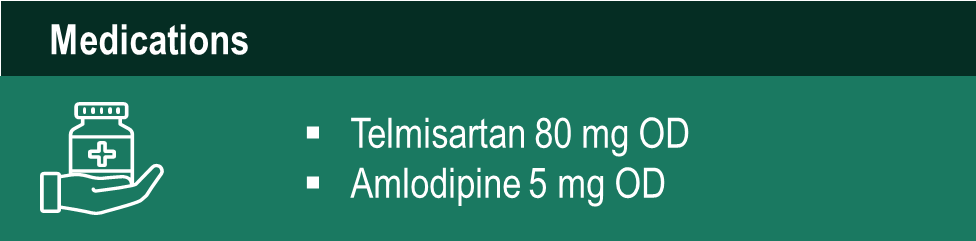 Medications
▪ Telmisartan 80 mg OD
▪ Amlodipine 5 mg OD